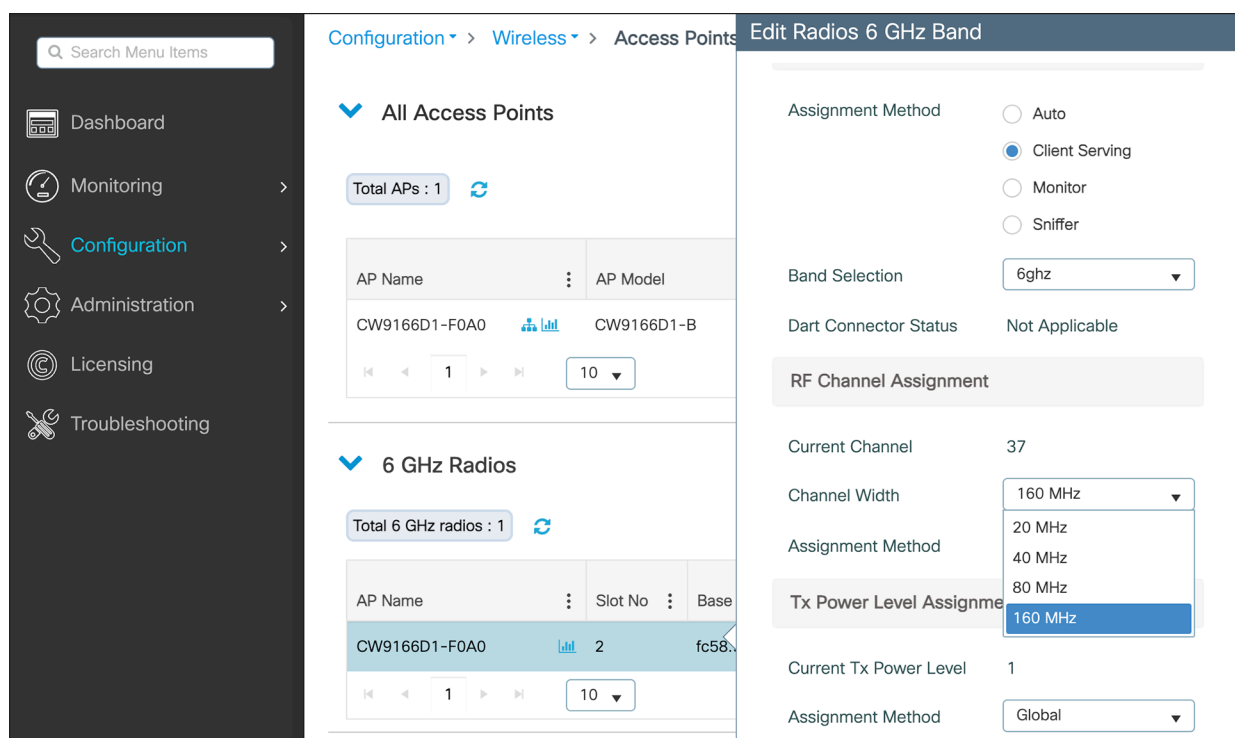 Search Menu Items
Dashboard
Monitoring
Configuration
Administration
Licensing
Troubleshooting
Configuration > Wireless > Access Points
All Access Points
Total APs : 1
AP Name AP Model
CW9166D1-F0A0 CW9166D1-B
1 10
6 GHz Radios
Total 6 GHz radios : 1
AP Name Slot No Base
CW9166D1-F0A0 2 fc58.
1 10
Edit Radios 6 GHz Band
Assignment Method Auto
Client Serving
Monitor
Sniffer
Band Selection 6ghz
Dart Connector Status Not Applicable
RF Channel Assignment
Current Channel 37
Channel Width 160 MHz
20 MHz
Assignment Method
40 MHz
80 MHz
Tx Power Level Assignme
160 MHz
Current Tx Power Level 1
Assignment Method Global